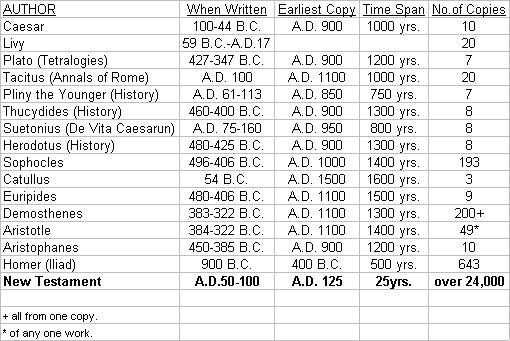 AUTHOR When Written Earliest Copy Time Span No.of Copies
Caesar 100-44 B.C. A.D. 900 1000 yrs. 10
Livy 59 B.C.-A.D.17 20
Plato (Tetralogies) 427-347 B.C. A.D. 900 1200 yrs. 7
Tacitus (Annals of Rome) A.D. 100 A.D. 1100 1000 yrs. 20
Pliny the Younger (History) A.D. 61-113 A.D. 850 750 yrs. 7
Thucydides (History) 460-400 B.C. A.D. 900 1300 yrs. 8
Suetonius (De Vita Caesarun) A.D. 75-160 A.D. 950 800 yrs. 8
Herodotus (History) 480-425 B.C. A.D. 900 1300 yrs. 8
Sophocles 496-406 B.C. A.D. 1000 1400 yrs. 193
Catullus 54 B.C. A.D. 1500 1600 yrs. 3
Euripides 480-406 B.C. A.D. 1100 1500 yrs. 9
Demosthenes 383-322 B.C. A.D. 1100 1300 yrs. 200+
Aristotle 384-322 B.C. A.D. 1100 1400 yrs. 49*
Aristophanes 450-385 B.C. A.D. 900 1200 yrs. 10
Homer (Iliad) 900 B.C. 400 B.C. 500 yrs. 643
New Testament A.D.50-100 A.D. 125 25yrs. over 24,000
+ all from one copy.
* of any one work.